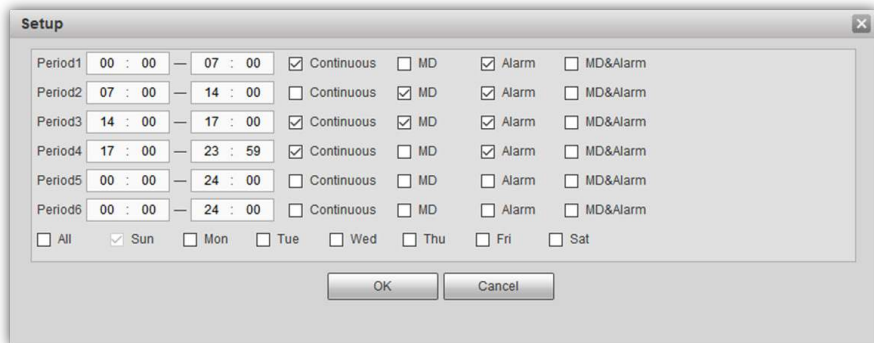 Setup
Period1 00 : 00 — 07 : 00 Continuous MD Alarm MD&Alarm
Period2 07 : 00 — 14 : 00 Continuous MD Alarm MD&Alarm
Period3 14 : 00 — 17 : 00 Continuous MD Alarm MD&Alarm
Period4 17 : 00 — 23 : 59 Continuous MD Alarm MD&Alarm
Period5 00 : 00 — 24 : 00 Continuous MD Alarm MD&Alarm
Period6 00 : 00 — 24 : 00 Continuous MD Alarm MD&Alarm
All Sun Mon Tue Wed Thu Fri Sat
OK Cancel